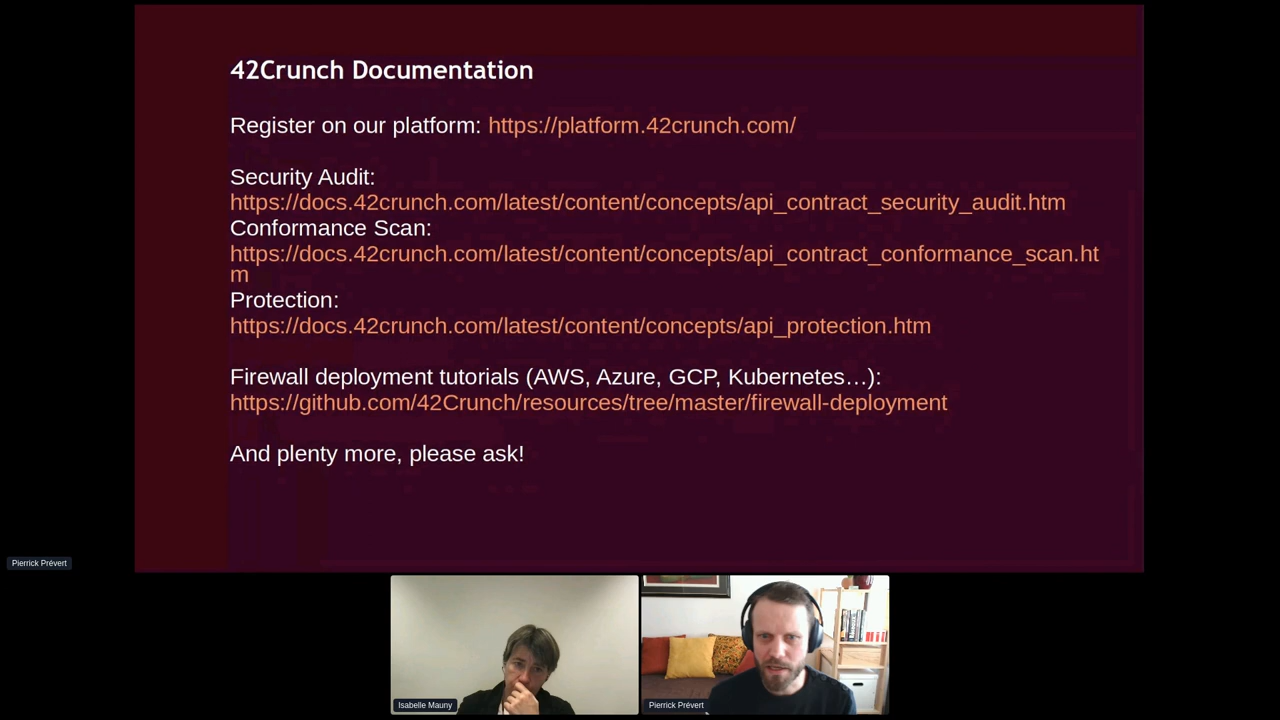 42Crunch Documentation
Register on our platform: https://platform.42crunch.com/
Security Audit:
https://docs.42crunch.com/latest/content/concepts/api_contract_security_audit.htm
Conformance Scan:
https://docs.42crunch.com/latest/content/concepts/api_contract_conformance_scan.ht
m
Protection:
https://docs.42crunch.com/latest/content/concepts/api_protection.htm
Firewall deployment tutorials (AWS, Azure, GCP, Kubernetes…):
https://github.com/42Crunch/resources/tree/master/firewall-deployment
And plenty more, please ask!
Pierrick Prévert
Isabelle Mauny
Pierrick Prévert